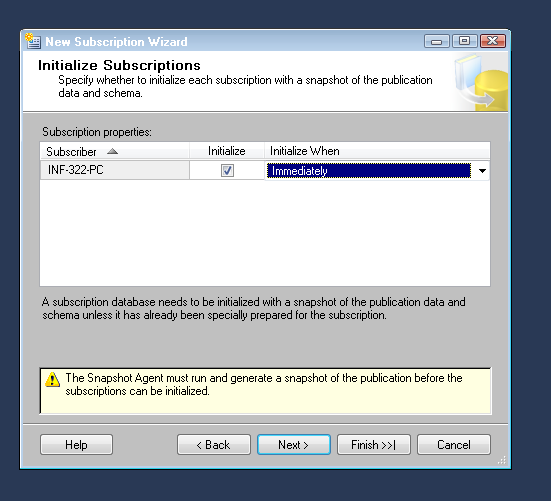 New Subscription Wizard
Initialize Subscriptions
Specify whether to initialize each subscription with a snapshot of the publication
data and schema.
Subscription properties:
Subscriber Initialize Initialize When
INF-322-PC Immediately
A subscription database needs to be initialized with a snapshot of the publication data and
schema unless it has already been specially prepared for the subscription.
The Snapshot Agent must run and generate a snapshot of the publication before the
subscriptions can be initialized.
Help < Back Next > Finish >>| Cancel